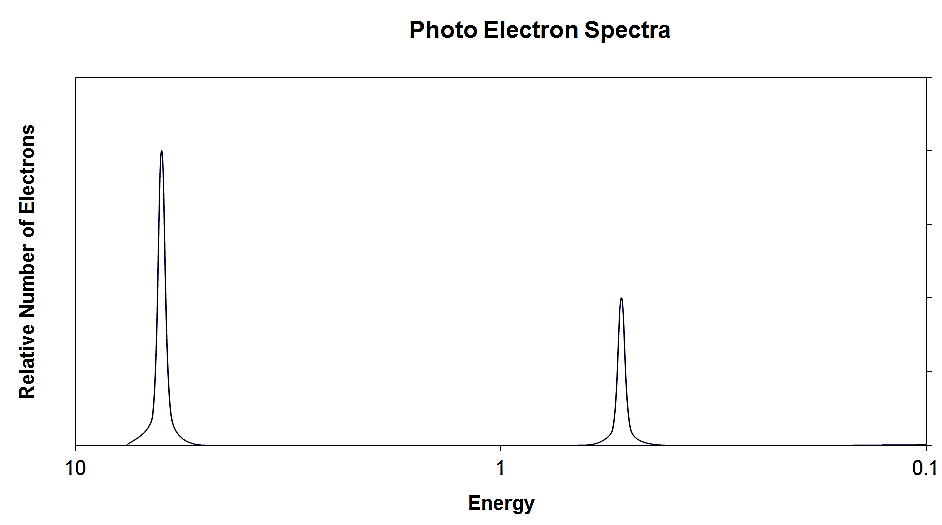 Photo Electron Spectra
Relative Number of Electrons
10
1
0.1
Energy